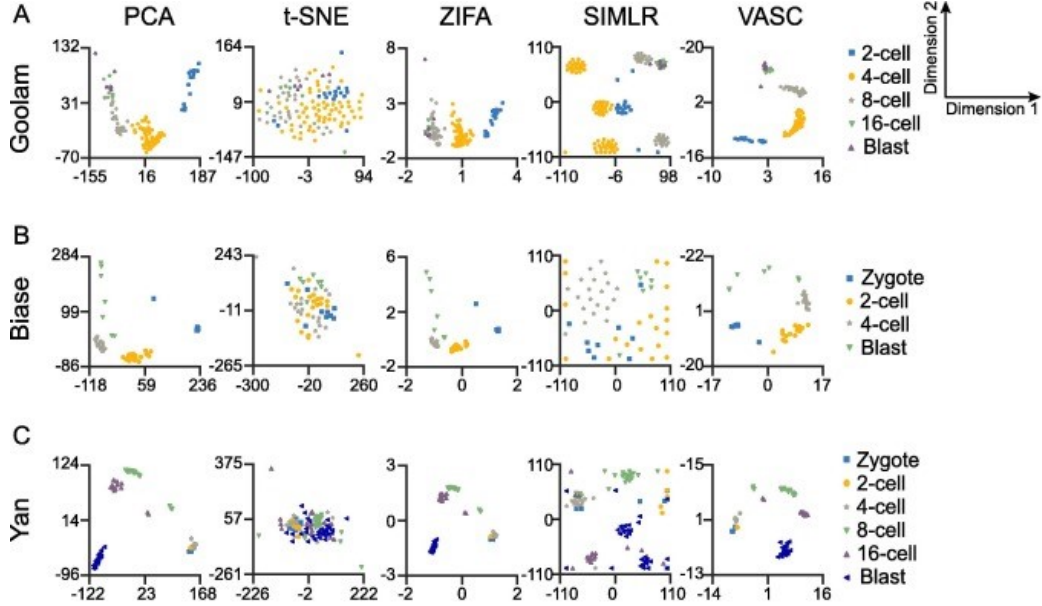 A PCA t-SNE ZIFA SIMLR VASC
Goolam
132
31
-70
-155 16 187
164
9
-147
-100 -3 94
8
3
-2
-2 1 4
110
0
-110
-110 -6 98
-20
2
-16
-10 3 16
2-cell
4-cell
8-cell
16-cell
Blast
Dimension 2
Dimension 1
B
Biase
284
99
-86
-118 59 236
243
-11
-265
-300 -20 260
6
2
-2
-2 0 2
110
0
-110
-110 0 110
-22
1
-20
-17 0 17
Zygote
2-cell
4-cell
Blast
C
Yan
124
14
-96
-122 23 168
375
57
-261
-226 -2 222
3
0
-3
-2 0 2
110
0
-110
-110 0 110
-15
1
-13
-14 1 16
Zygote
2-cell
4-cell
8-cell
16-cell
Blast